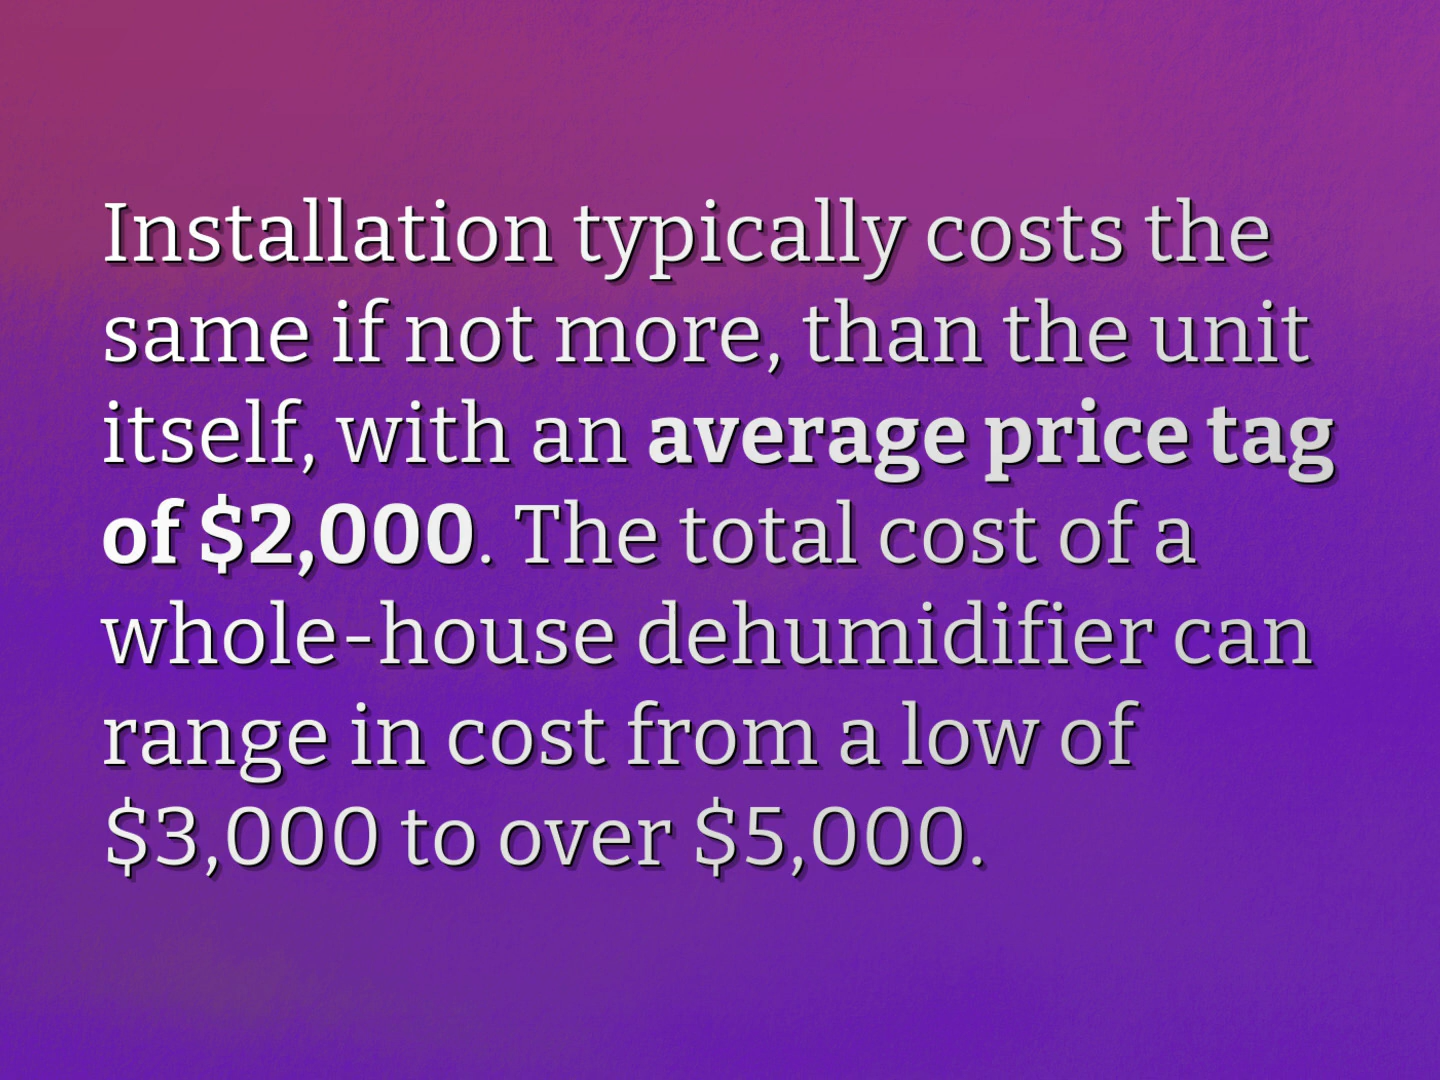 Installation typically costs the
same if not more, than the unit
itself, with an average price tag
of $2,000. The total cost of a
whole-house dehumidifier can
range in cost from a low of
$3,000 to over $5,000.